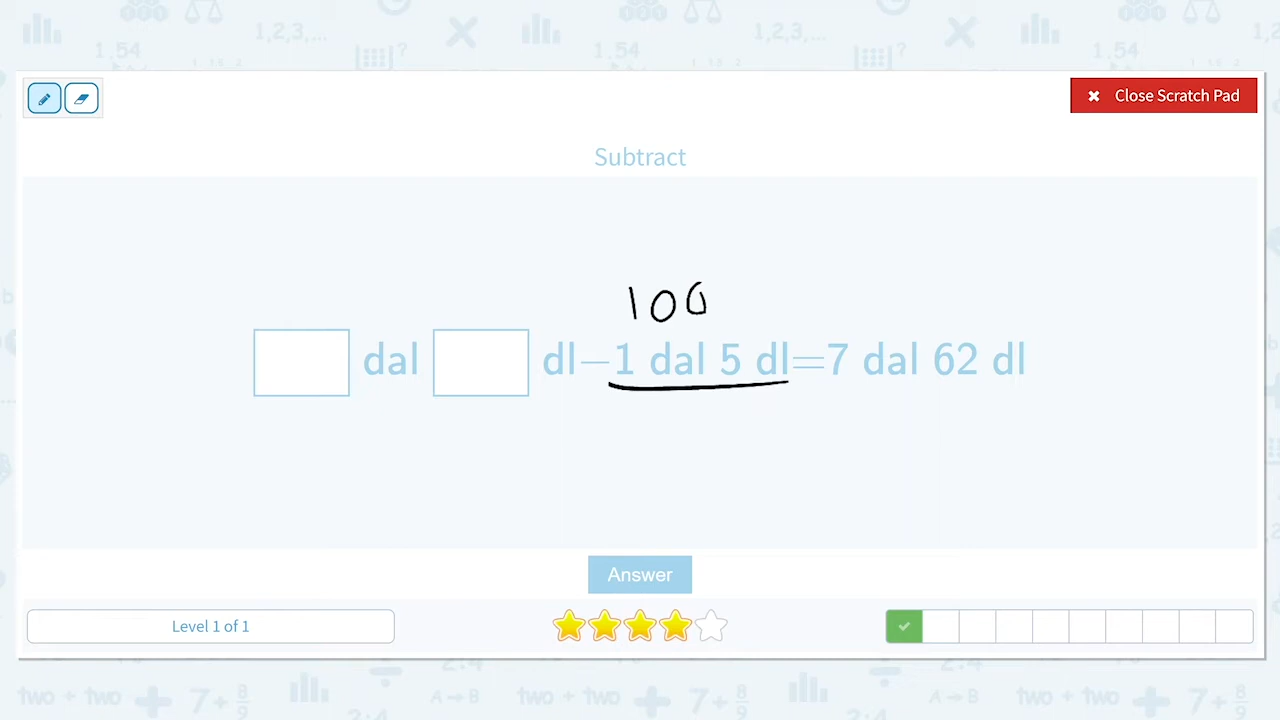 Close Scratch Pad
Subtract
100
dal dl−1 dal 5 dl=7 dal 62 dl
Answer
Level 1 of 1